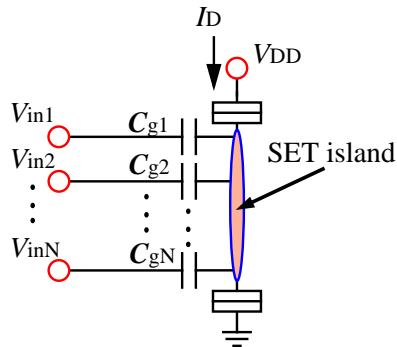 ID
VDD
Vin1
Cg1
Vin2
Cg2
SET island
VinN
CgN